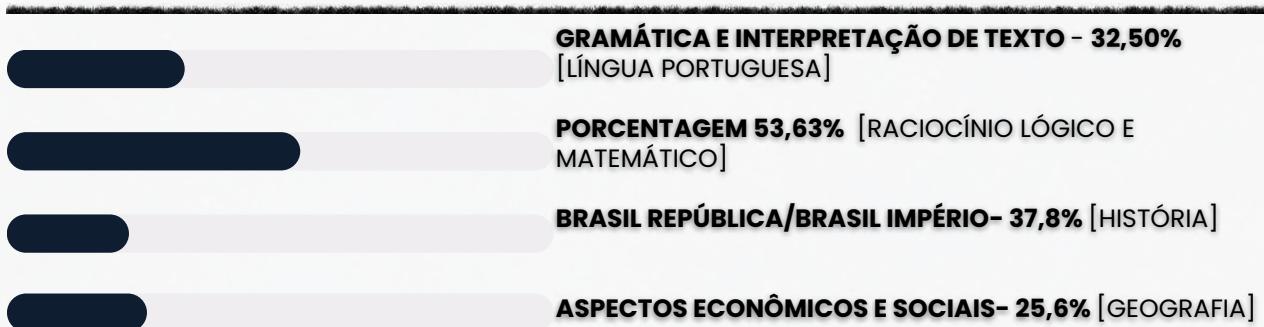 GRAMÁTICA E INTERPRETAÇÃO DE TEXTO - 32,50%
[LÍNGUA PORTUGUESA]
PORCENTAGEM 53,63% [RACIOCÍNIO LÓGICO E
MATEMÁTICO]
BRASIL REPÚBLICA/BRASIL IMPÉRIO- 37,8% [HISTÓRIA]
ASPECTOS ECONÔMICOS E SOCIAIS- 25,6% [GEOGRAFIA]